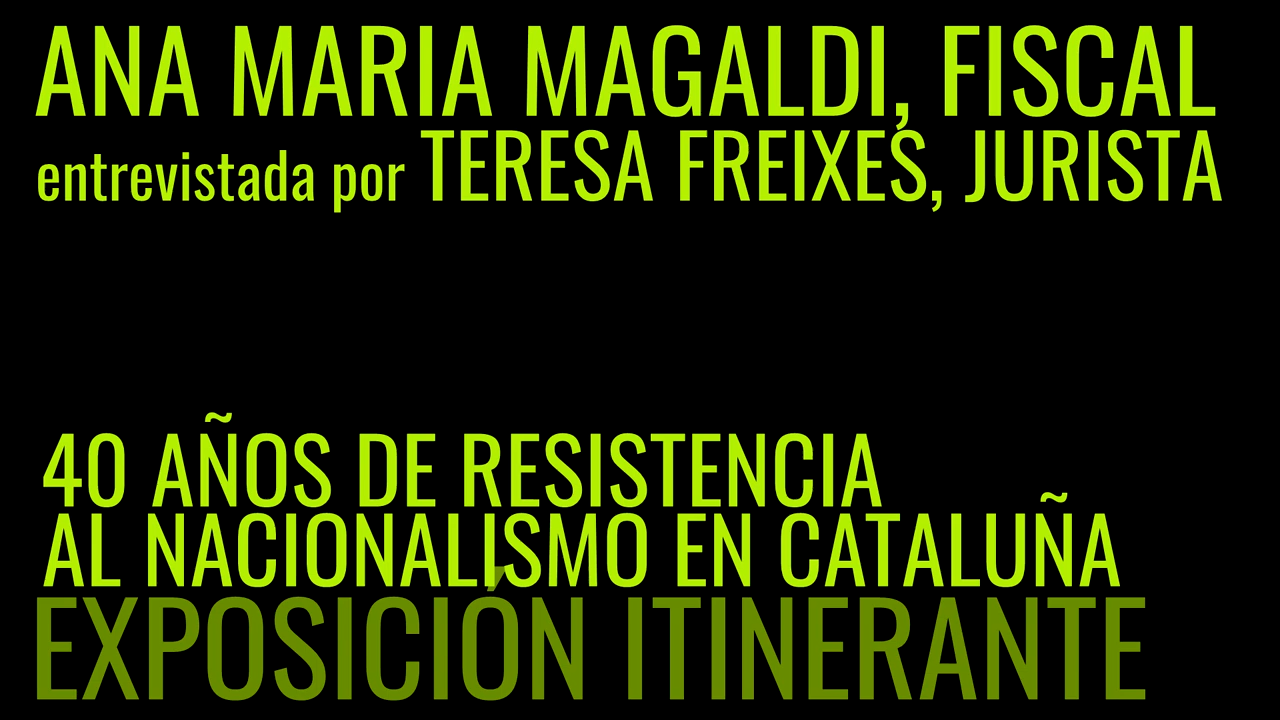 ANA MARIA MAGALDI, FISCAL
entrevistada por TERESA FREIXES, JURISTA
40 AÑOS DE RESISTENCIA
AL NACIONALISMO EN CATALUÑA
EXPOSICIÓN ITINERANTE